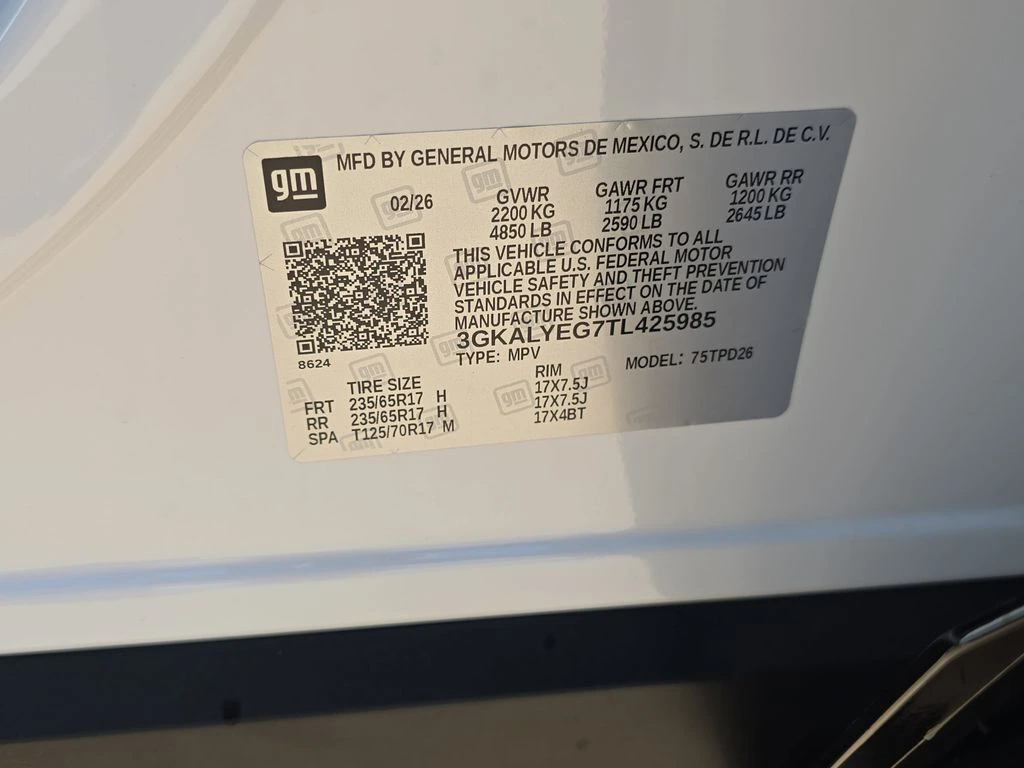 gm
MFD BY GENERAL MOTORS DE MEXICO, S. DE R.L. DE C.V.
02/26
GVWR
2200 KG
4850 LB
GAWR FRT
1175 KG
2590 LB
GAWR RR
1200 KG
2645 LB
THIS VEHICLE CONFORMS TO ALL
APPLICABLE U.S. FEDERAL MOTOR
VEHICLE SAFETY AND THEFT PREVENTION
STANDARDS IN EFFECT ON THE DATE OF
MANUFACTURE SHOWN ABOVE.
3GKALYEG7TL425985
TYPE: MPV
MODEL: 75TPD26
8624
TIRE SIZE
RIM
FRT 235/65R17 H 17X7.5J
RR 235/65R17 H 17X7.5J
SPA T125/70R17 M 17X4BT